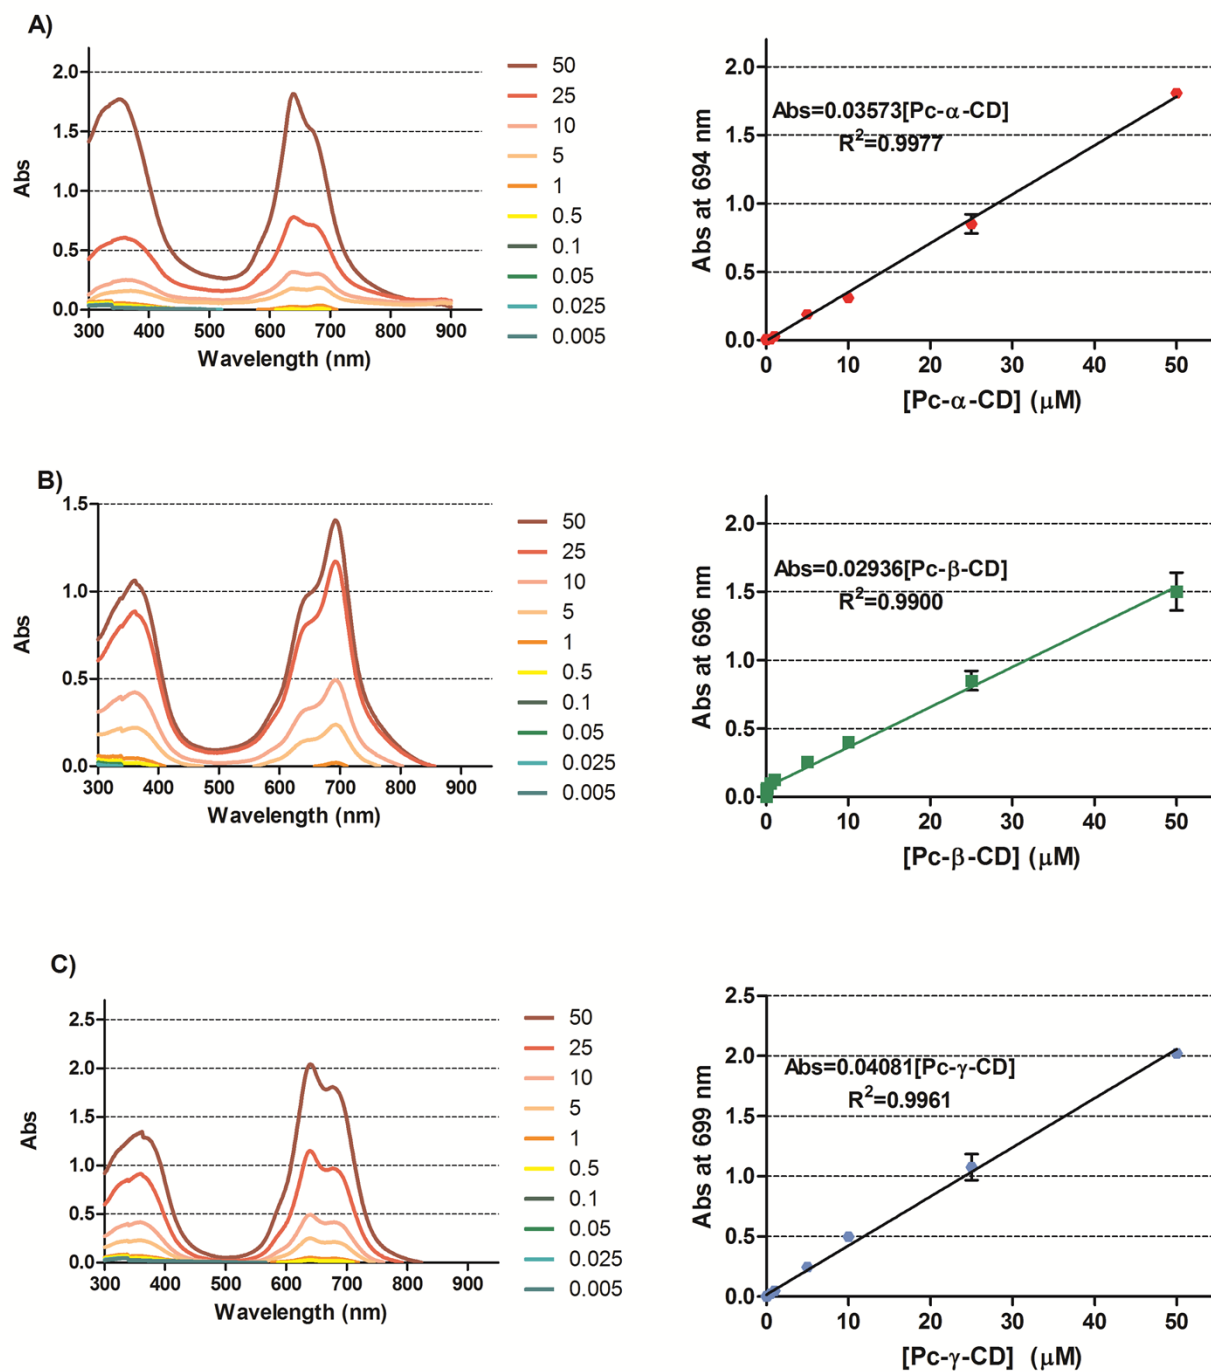 A)
2.0
1.5
1.0
0.5
0.0
300 400 500 600 700 800 900
Abs
Wavelength (nm)
50
25
10
5
1
0.5
0.1
0.05
0.025
0.005
2.0
1.5
1.0
0.5
0.0
0 10 20 30 40 50
Abs at 694 nm
Abs=0.03573[Pc-α-CD]
R²=0.9977
[Pc-α-CD] (μM)
B)
1.5
1.0
0.5
0.0
300 400 500 600 700 800 900
Abs
Wavelength (nm)
50
25
10
5
1
0.5
0.1
0.05
0.025
0.005
2.0
1.5
1.0
0.5
0.0
0 10 20 30 40 50
Abs at 696 nm
Abs=0.02936[Pc-β-CD]
R²=0.9900
[Pc-β-CD] (μM)
C)
2.5
2.0
1.5
1.0
0.5
0.0
300 400 500 600 700 800 900
Abs
Wavelength (nm)
50
25
10
5
1
0.5
0.1
0.05
0.025
0.005
2.5
2.0
1.5
1.0
0.5
0.0
0 10 20 30 40 50
Abs at 699 nm
Abs=0.04081[Pc-γ-CD]
R²=0.9961
[Pc-γ-CD] (μM)